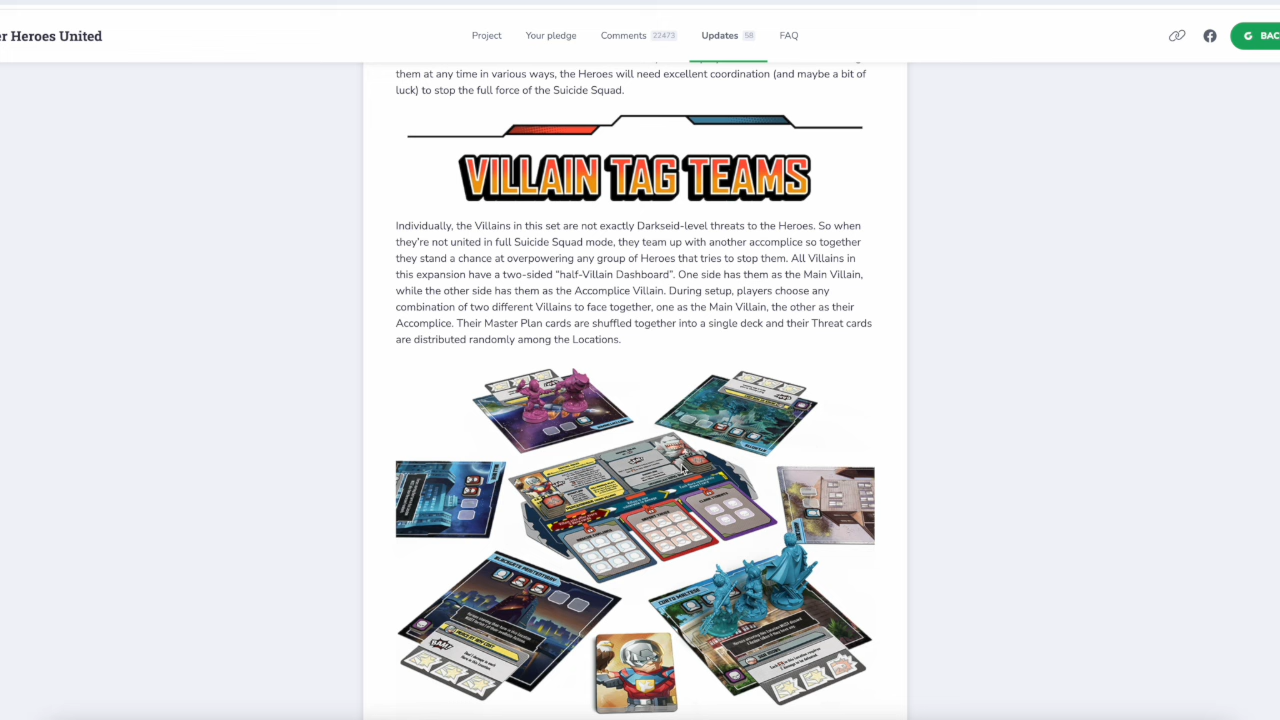 er Heroes United
Project
Your pledge
Comments 22473
Updates 58
FAQ
BAC
them at any time in various ways, the Heroes will need excellent coordination (and maybe a bit of
luck) to stop the full force of the Suicide Squad.
VILLAIN TAG TEAMS
Individually, the Villains in this set are not exactly Darkseid-level threats to the Heroes. So when
they're not united in full Suicide Squad mode, they team up with another accomplice so together
they stand a chance at overpowering any group of Heroes that tries to stop them. All Villains in
this expansion have a two-sided "half-Villain Dashboard". One side has them as the Main Villain,
while the other side has them as the Accomplice Villain. During setup, players choose any
combination of two different Villains to face together, one as the Main Villain, the other as their
Accomplice. Their Master Plan cards are shuffled together into a single deck and their Threat cards
are distributed randomly among the Locations.
BLACKGATE PENITENTIARY
CORTO MALTESE
BAM!